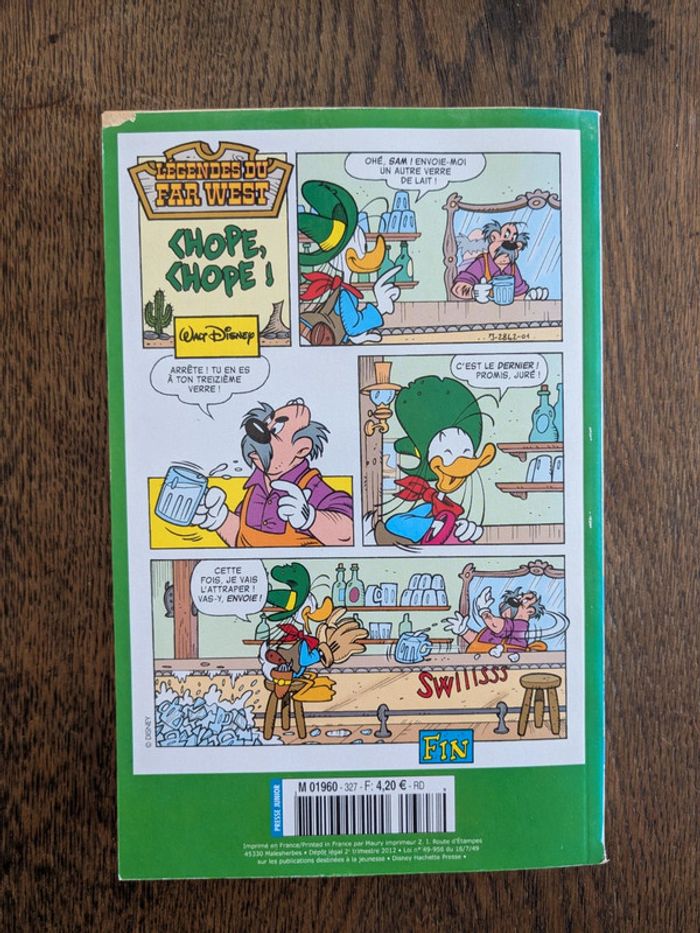 LÉGENDES DU
FAR WEST
CHOPE,
CHOPE !
WALT DISNEY
OHÉ, SAM ! ENVOIE-MOI
UN AUTRE VERRE
DE LAIT !
J-2862-01
ARRÊTE ! TU EN ES
À TON TREIZIÈME
VERRE !
C'EST LE DERNIER !
PROMIS, JURÉ !
CETTE
FOIS, JE VAIS
L'ATTRAPER !
VAS-Y, ENVOIE !
SWIIISSS
© DISNEY
FIN
PRESSE JUNIOR
M 01960 - 327 - F: 4,20 € - RD
Imprimé en France/Printed in France par Maury imprimeur Z. I. Route d'Étampes
45330 Malesherbes • Dépôt légal 2e trimestre 2012 • Loi n° 49-956 du 16/7/49
sur les publications destinées à la jeunesse • Disney Hachette Presse •